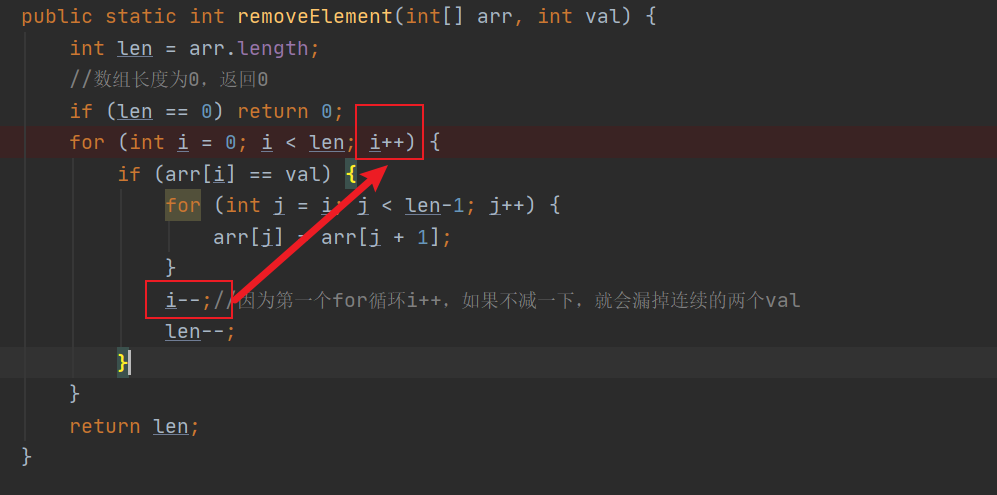 public static int removeElement(int[] arr, int val) {
int len = arr.length;
//数组长度为0，返回0
if (len == 0) return 0;
for (int i = 0; i < len; i++) {
if (arr[i] == val) {
for (int j = i; j < len-1; j++) {
arr[j] = arr[j + 1];
}
i--;//因为第一个for循环i++，如果不减一下，就会漏掉连续的两个val
len--;
}
}
return len;
}